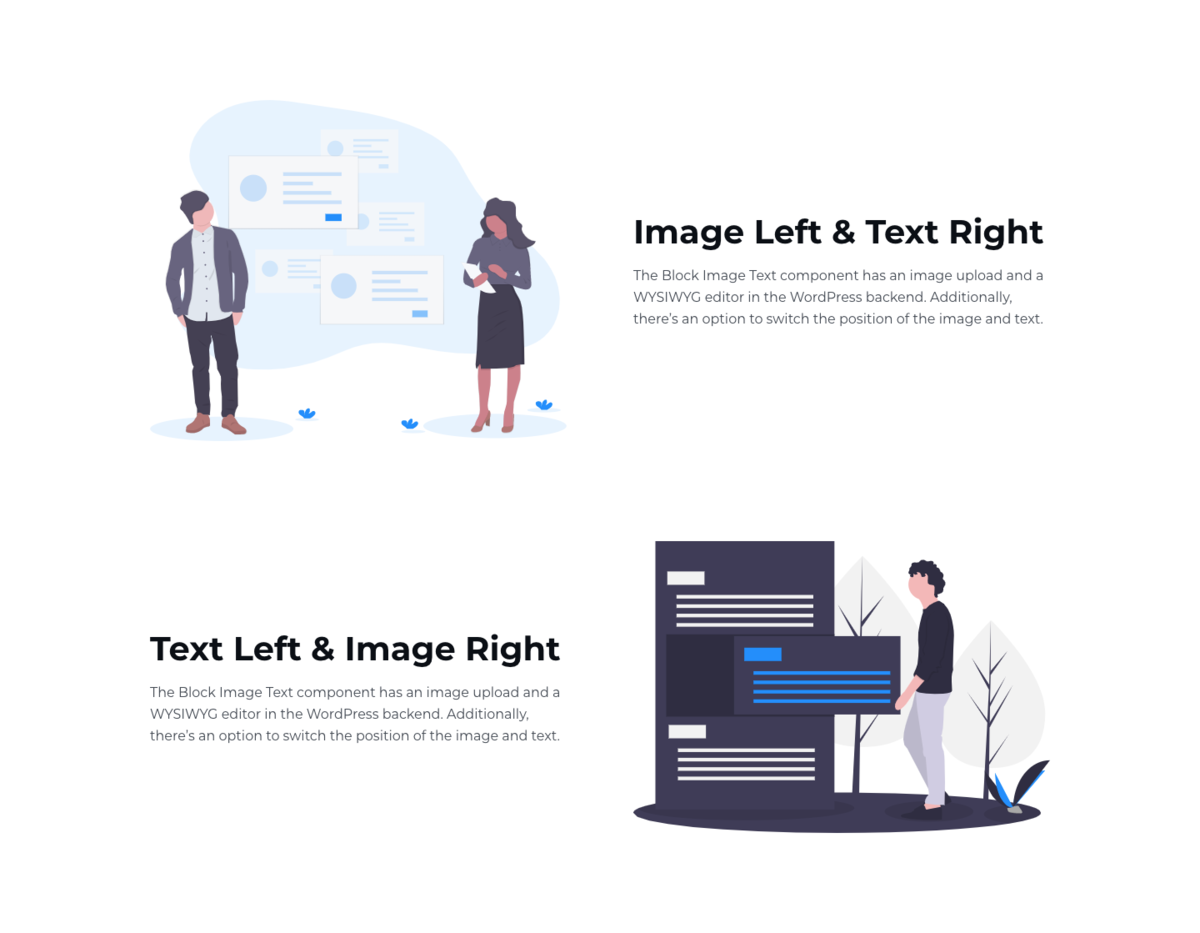 Image Left & Text Right
The Block Image Text component has an image upload and a
WYSIWYG editor in the WordPress backend. Additionally,
there’s an option to switch the position of the image and text.
Text Left & Image Right
The Block Image Text component has an image upload and a
WYSIWYG editor in the WordPress backend. Additionally,
there’s an option to switch the position of the image and text.